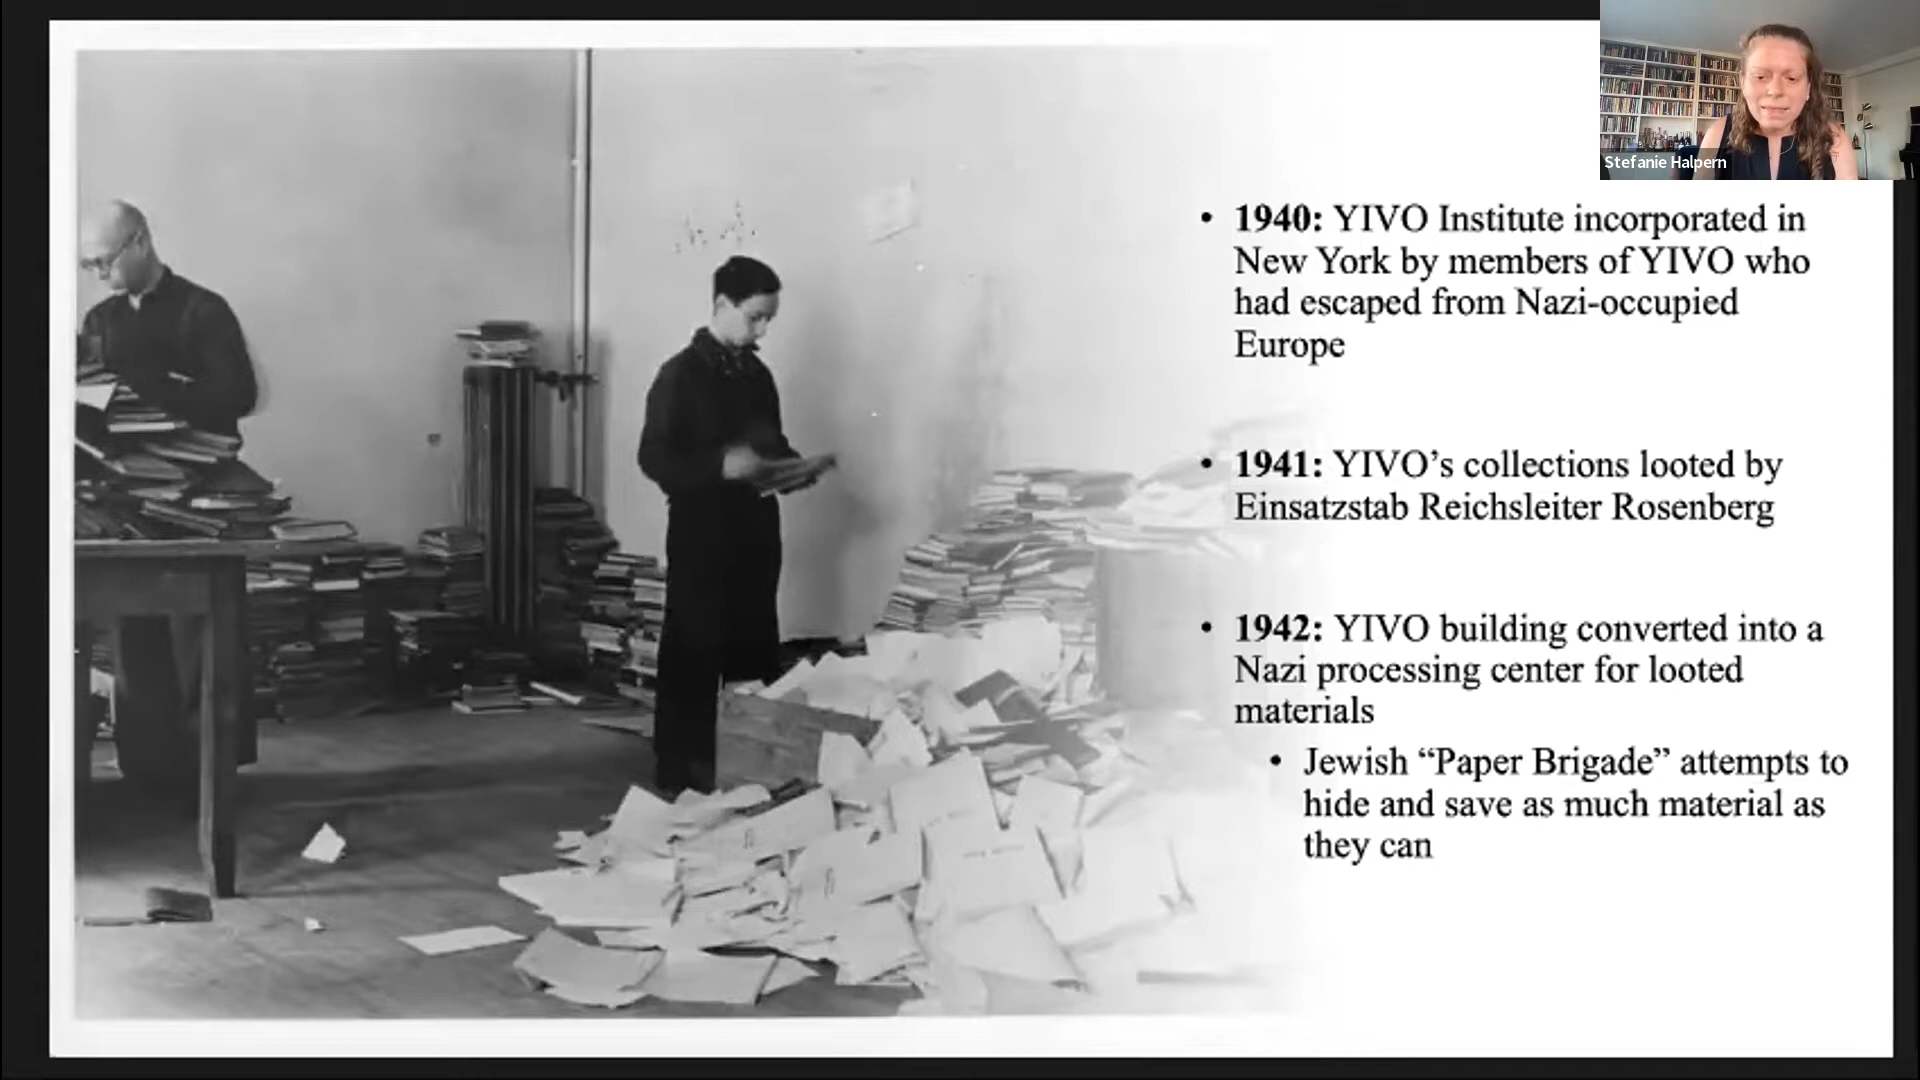 Stefanie Halpern
• 1940: YIVO Institute incorporated in
New York by members of YIVO who
had escaped from Nazi-occupied
Europe
• 1941: YIVO’s collections looted by
Einsatzstab Reichsleiter Rosenberg
• 1942: YIVO building converted into a
Nazi processing center for looted
materials
• Jewish “Paper Brigade” attempts to
hide and save as much material as
they can